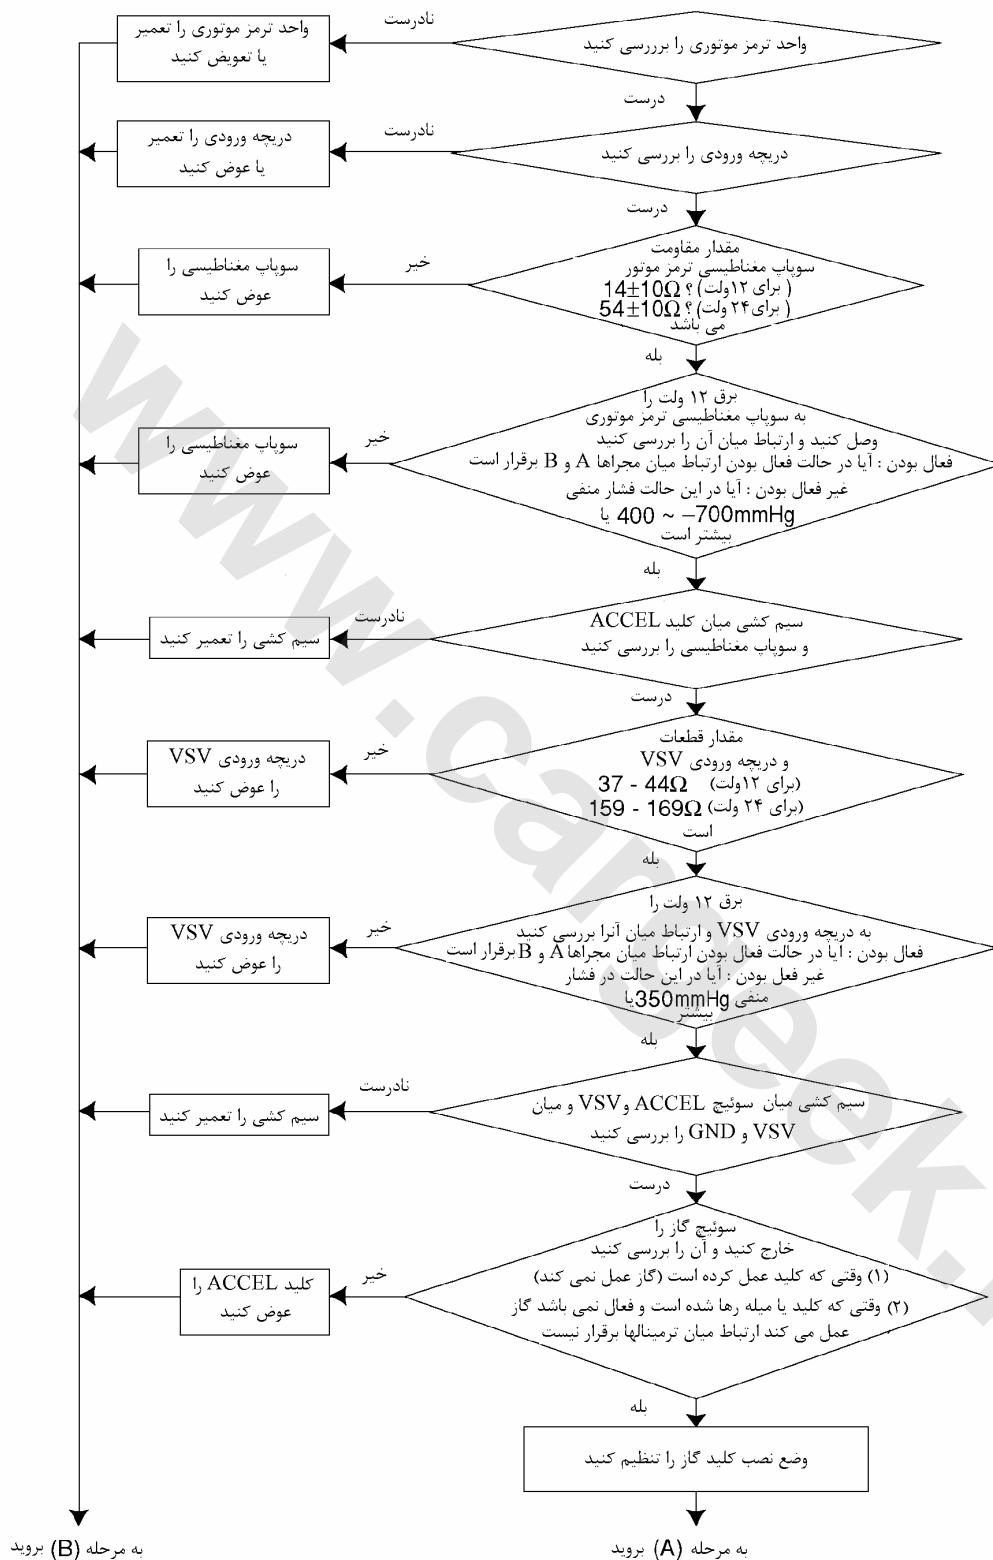 واحد ترمز موتوری را برررسی کنید
نادرست
واحد ترمز موتوری را تعمیر
یا تعویض کنید
درست
دریچه ورودی را بررسی کنید
نادرست
دریچه ورودی را تعمیر
یا عوض کنید
درست
مقدار مقاومت
سوپاپ مغناطیسی ترمز موتور
( برای ۱۲ولت) ؟ 14±10Ω
( برای ۲۴ ولت) ؟ 54±10Ω
می باشد
خیر
سوپاپ مغناطیسی را
عوض کنید
بله
برق ۱۲ ولت را
به سوپاپ مغناطیسی ترمز موتوری
وصل کنید و ارتباط میان آن را بررسی کنید
فعال بودن : آیا در حالت فعال بودن ارتباط میان مجراها A و B برقرار است
غیر فعال بودن : آیا در این حالت فشار منفی
400 ~ –700mmHg یا
بیشتر است
خیر
سوپاپ مغناطیسی را
عوض کنید
بله
سیم کشی میان کلید ACCEL
و سوپاپ مغناطیسی را بررسی کنید
نادرست
سیم کشی را تعمیر کنید
درست
مقدار قطعات
و دریچه ورودی VSV
(برای ۱۲ولت) 37 - 44Ω
(برای ۲۴ ولت) 159 - 169Ω
است
خیر
دریچه ورودی VSV
را عوض کنید
بله
برق ۱۲ ولت را
به دریچه ورودی VSV و ارتباط میان آنرا بررسی کنید
فعال بودن : آیا در حالت فعال بودن ارتباط میان مجراها A و B برقرار است
غیر فعل بودن : آیا در این حالت در فشار
منفی 350mmHg یا
بیشتر
خیر
دریچه ورودی VSV
را عوض کنید
بله
سیم کشی میان سوئیچ ACCEL و VSV و میان
VSV و GND را بررسی کنید
نادرست
سیم کشی را تعمیر کنید
درست
سوئیچ گاز را
خارج کنید و آن را بررسی کنید
(۱) وقتی که کلید عمل کرده است (گاز عمل نمی کند)
(۲) وقتی که کلید یا میله رها شده است و فعال نمی باشد گاز
عمل می کند ارتباط میان ترمینالها برقرار نیست
خیر
کلید ACCEL را
عوض کنید
بله
وضع نصب کلید گاز را تنظیم کنید
به مرحله (A) بروید
به مرحله (B) بروید